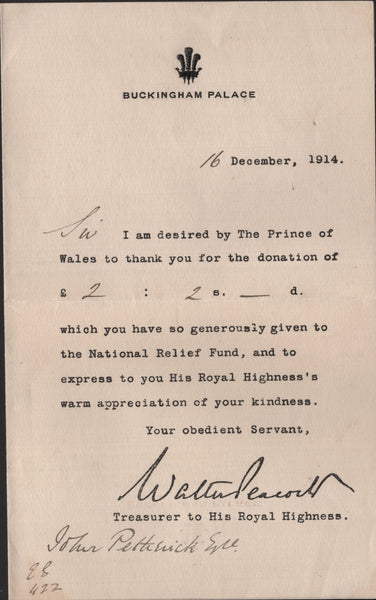 BUCKINGHAM PALACE
16 December, 1914.
Sir I am desired by The Prince of
Wales to thank you for the donation of
£ 2 : 2 s. — d.
which you have so generously given to
the National Relief Fund, and to
express to you His Royal Highness's
warm appreciation of your kindness.
Your obedient Servant,
Walter Peacock
Treasurer to His Royal Highness.
John Petherick Esq.
422